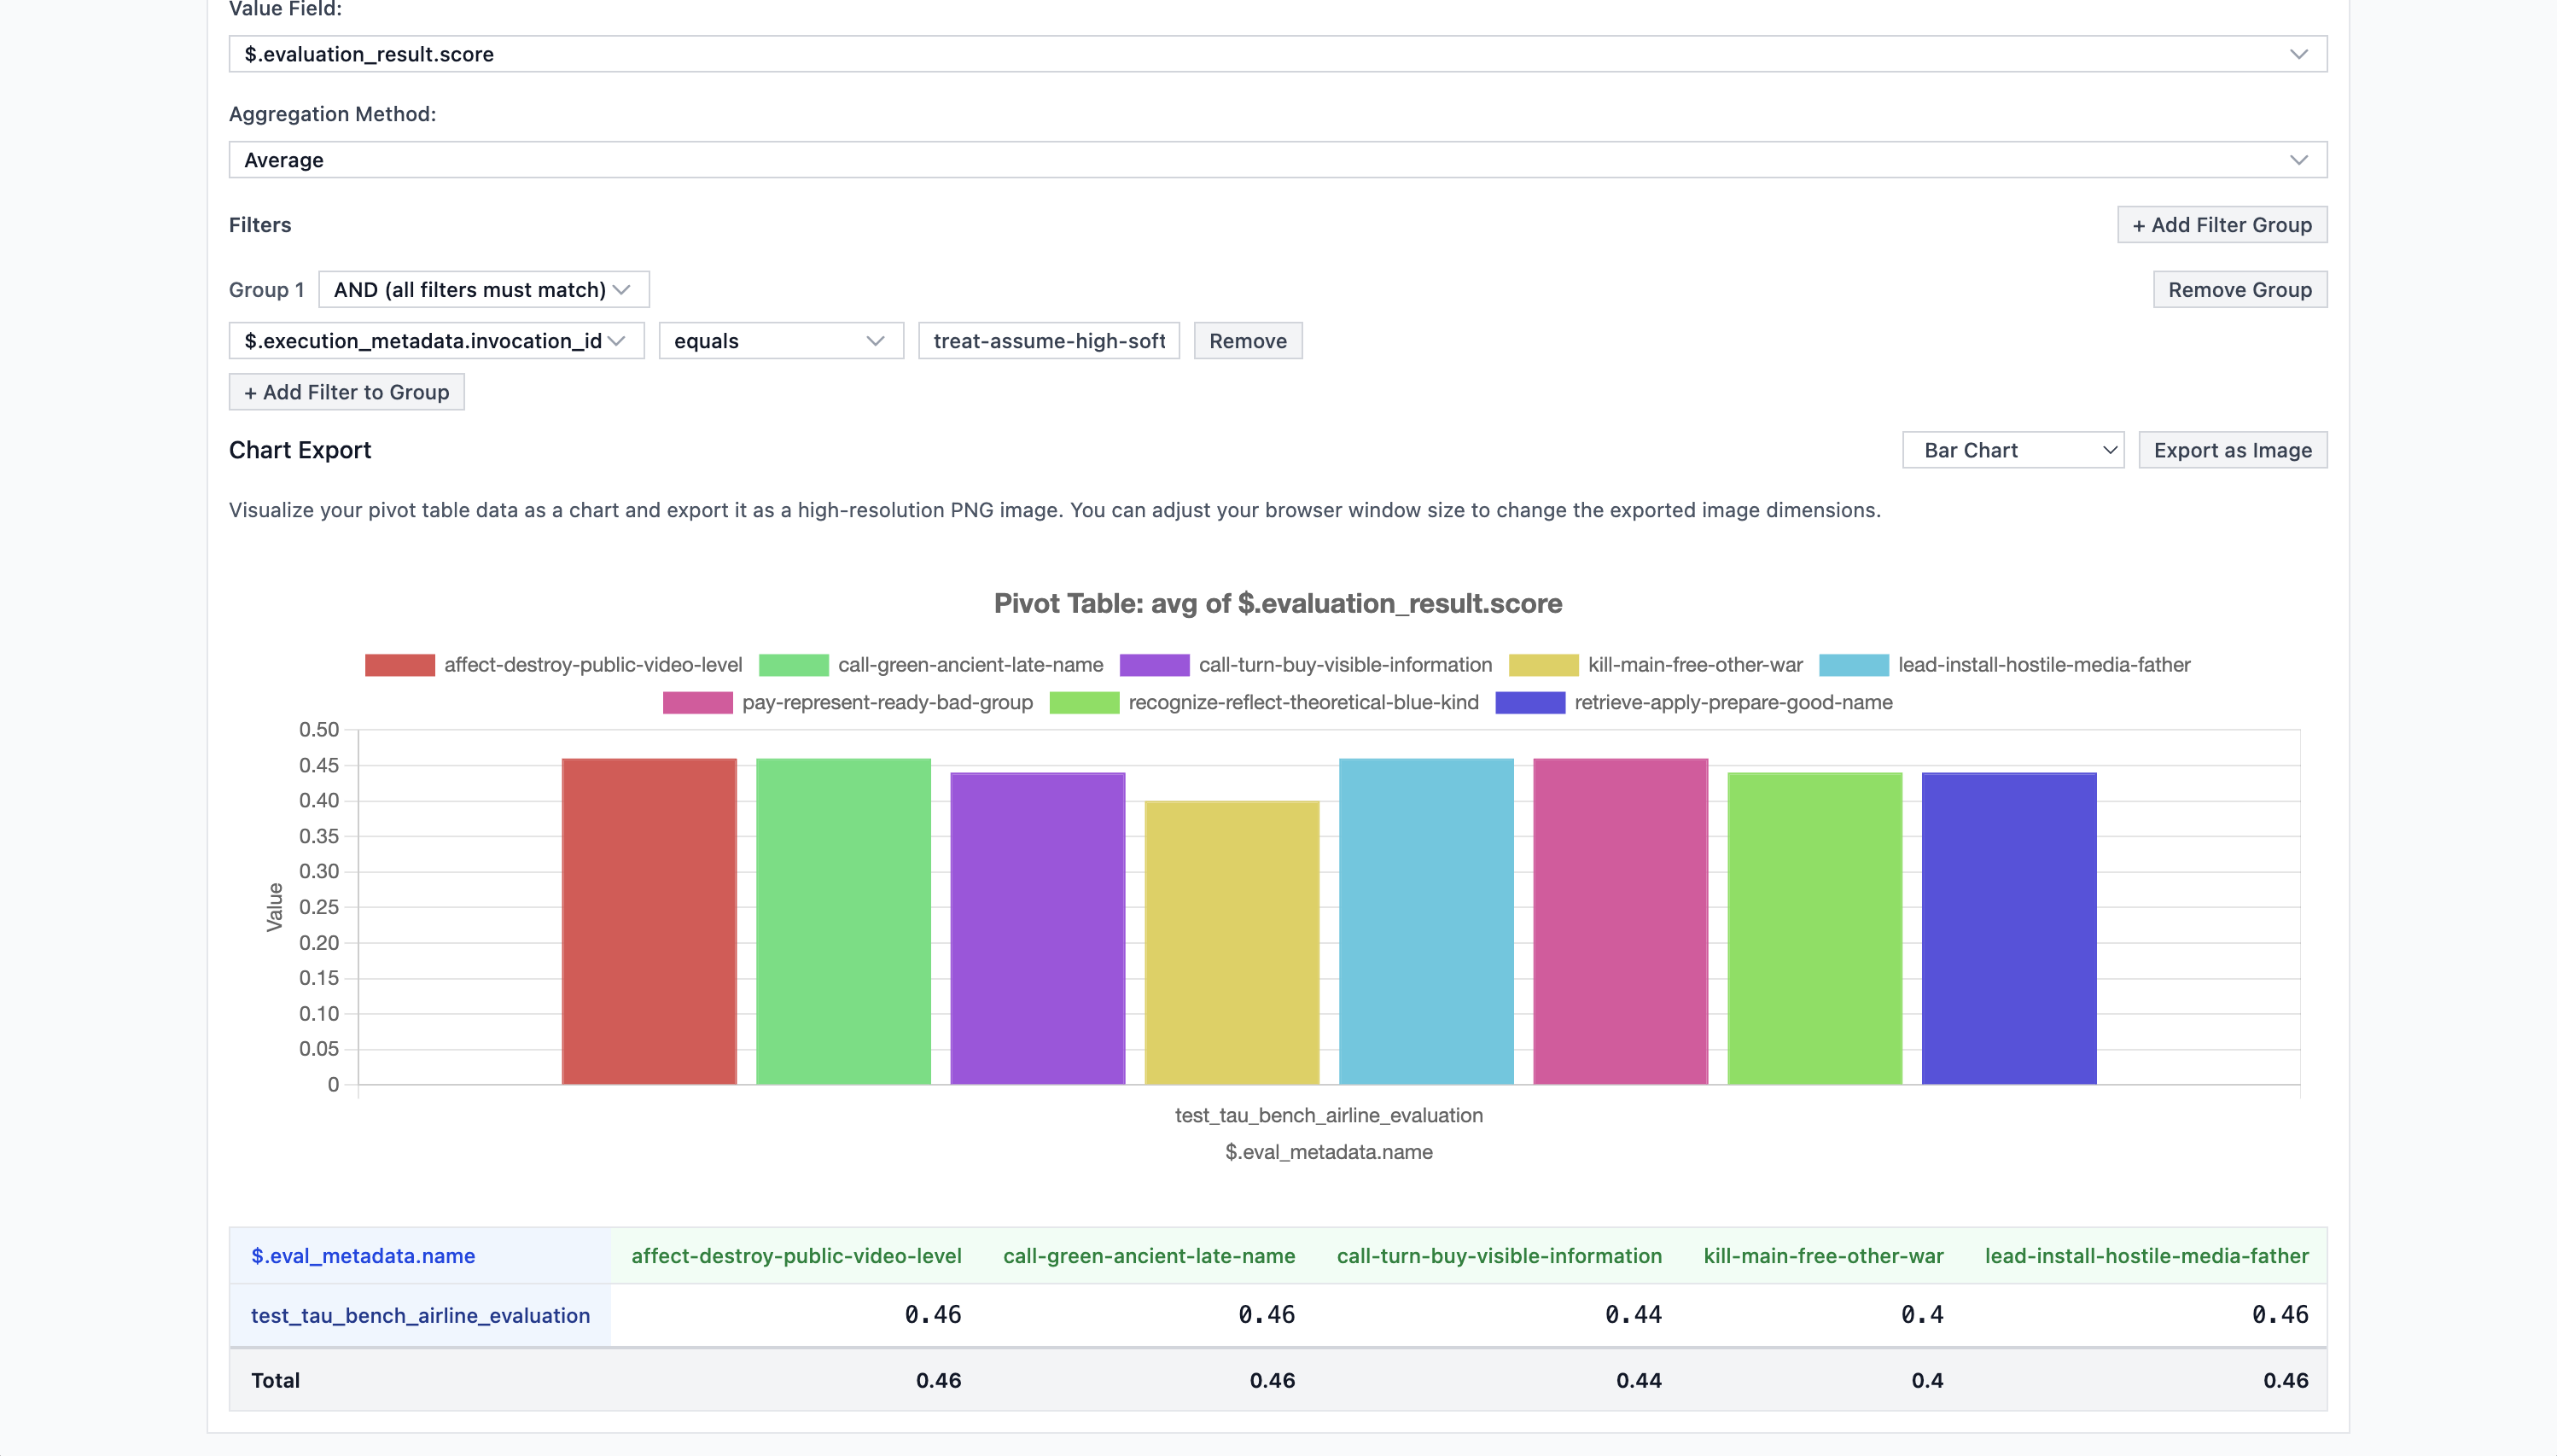 Value Field:
$.evaluation_result.score
Aggregation Method:
Average
Filters
+ Add Filter Group
Group 1 AND (all filters must match) Remove Group
$.execution_metadata.invocation_id equals treat-assume-high-soft Remove
+ Add Filter to Group
Chart Export Bar Chart Export as Image
Visualize your pivot table data as a chart and export it as a high-resolution PNG image. You can adjust your browser window size to change the exported image dimensions.
Pivot Table: avg of $.evaluation_result.score
affect-destroy-public-video-level call-green-ancient-late-name call-turn-buy-visible-information kill-main-free-other-war lead-install-hostile-media-father
pay-represent-ready-bad-group recognize-reflect-theoretical-blue-kind retrieve-apply-prepare-good-name
0.50
0.45
0.40
0.35
0.30
0.25
0.20
0.15
0.10
0.05
0
Value
test_tau_bench_airline_evaluation
$.eval_metadata.name
$.eval_metadata.name affect-destroy-public-video-level call-green-ancient-late-name call-turn-buy-visible-information kill-main-free-other-war lead-install-hostile-media-father
test_tau_bench_airline_evaluation 0.46 0.46 0.44 0.4 0.46
Total 0.46 0.46 0.44 0.4 0.46